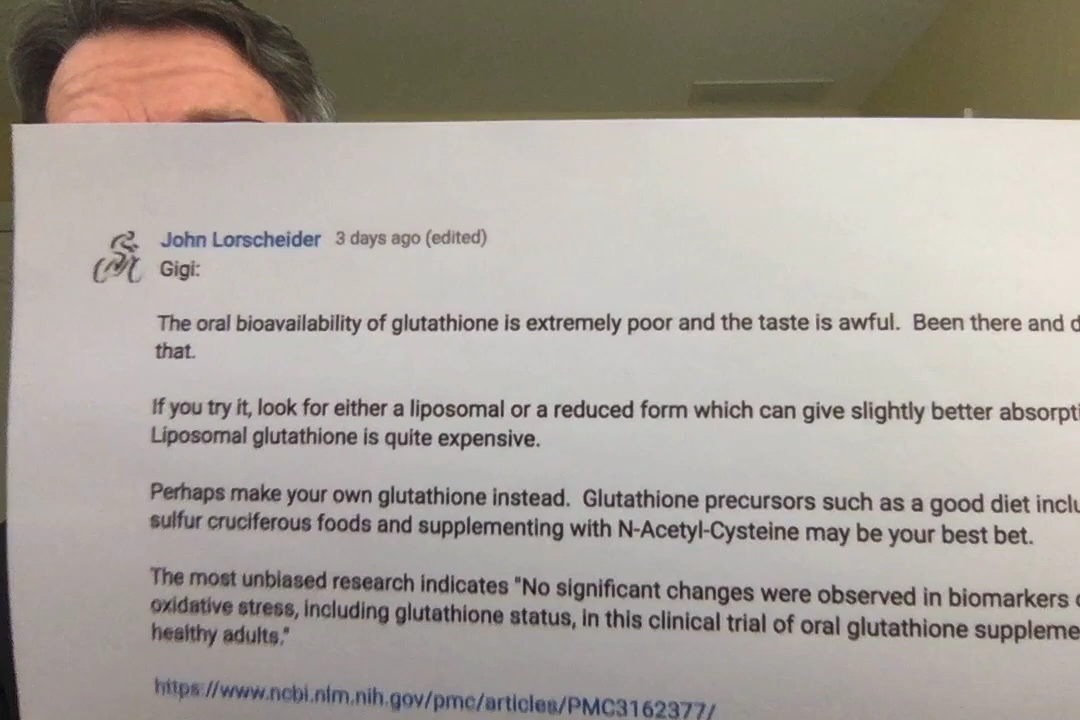 John Lorscheider 3 days ago (edited)
Gigi:
The oral bioavailability of glutathione is extremely poor and the taste is awful. Been there and
that.
If you try it, look for either a liposomal or a reduced form which can give slightly better
Liposomal glutathione is quite expensive.
Perhaps make your own glutathione instead. Glutathione precursors such as a good diet
sulfur cruciferous foods and supplementing with N-Acetyl-Cysteine may be your best bet.
The most unbiased research indicates "No significant changes were observed in biomarkers
oxidative stress, including glutathione status, in this clinical trial of oral glutathione
healthy adults."
https://www.ncbi.nlm.nih.gov/pmc/articles/PMC3162377/